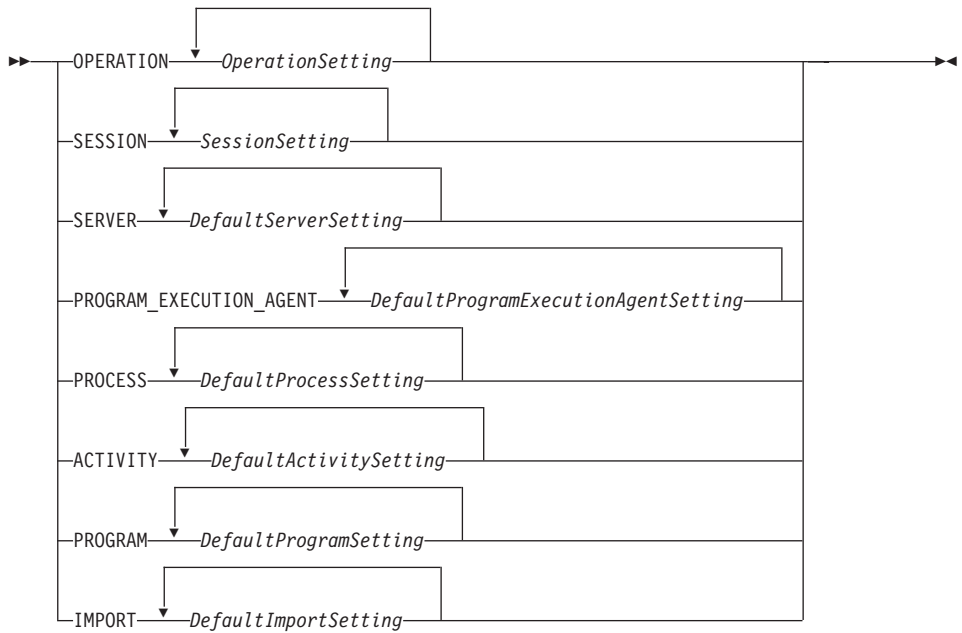 OPERATION OperationSetting
SESSION SessionSetting
SERVER DefaultServerSetting
PROGRAM_EXECUTION_AGENT DefaultProgramExecutionAgentSetting
PROCESS DefaultProcessSetting
ACTIVITY DefaultActivitySetting
PROGRAM DefaultProgramSetting
IMPORT DefaultImportSetting